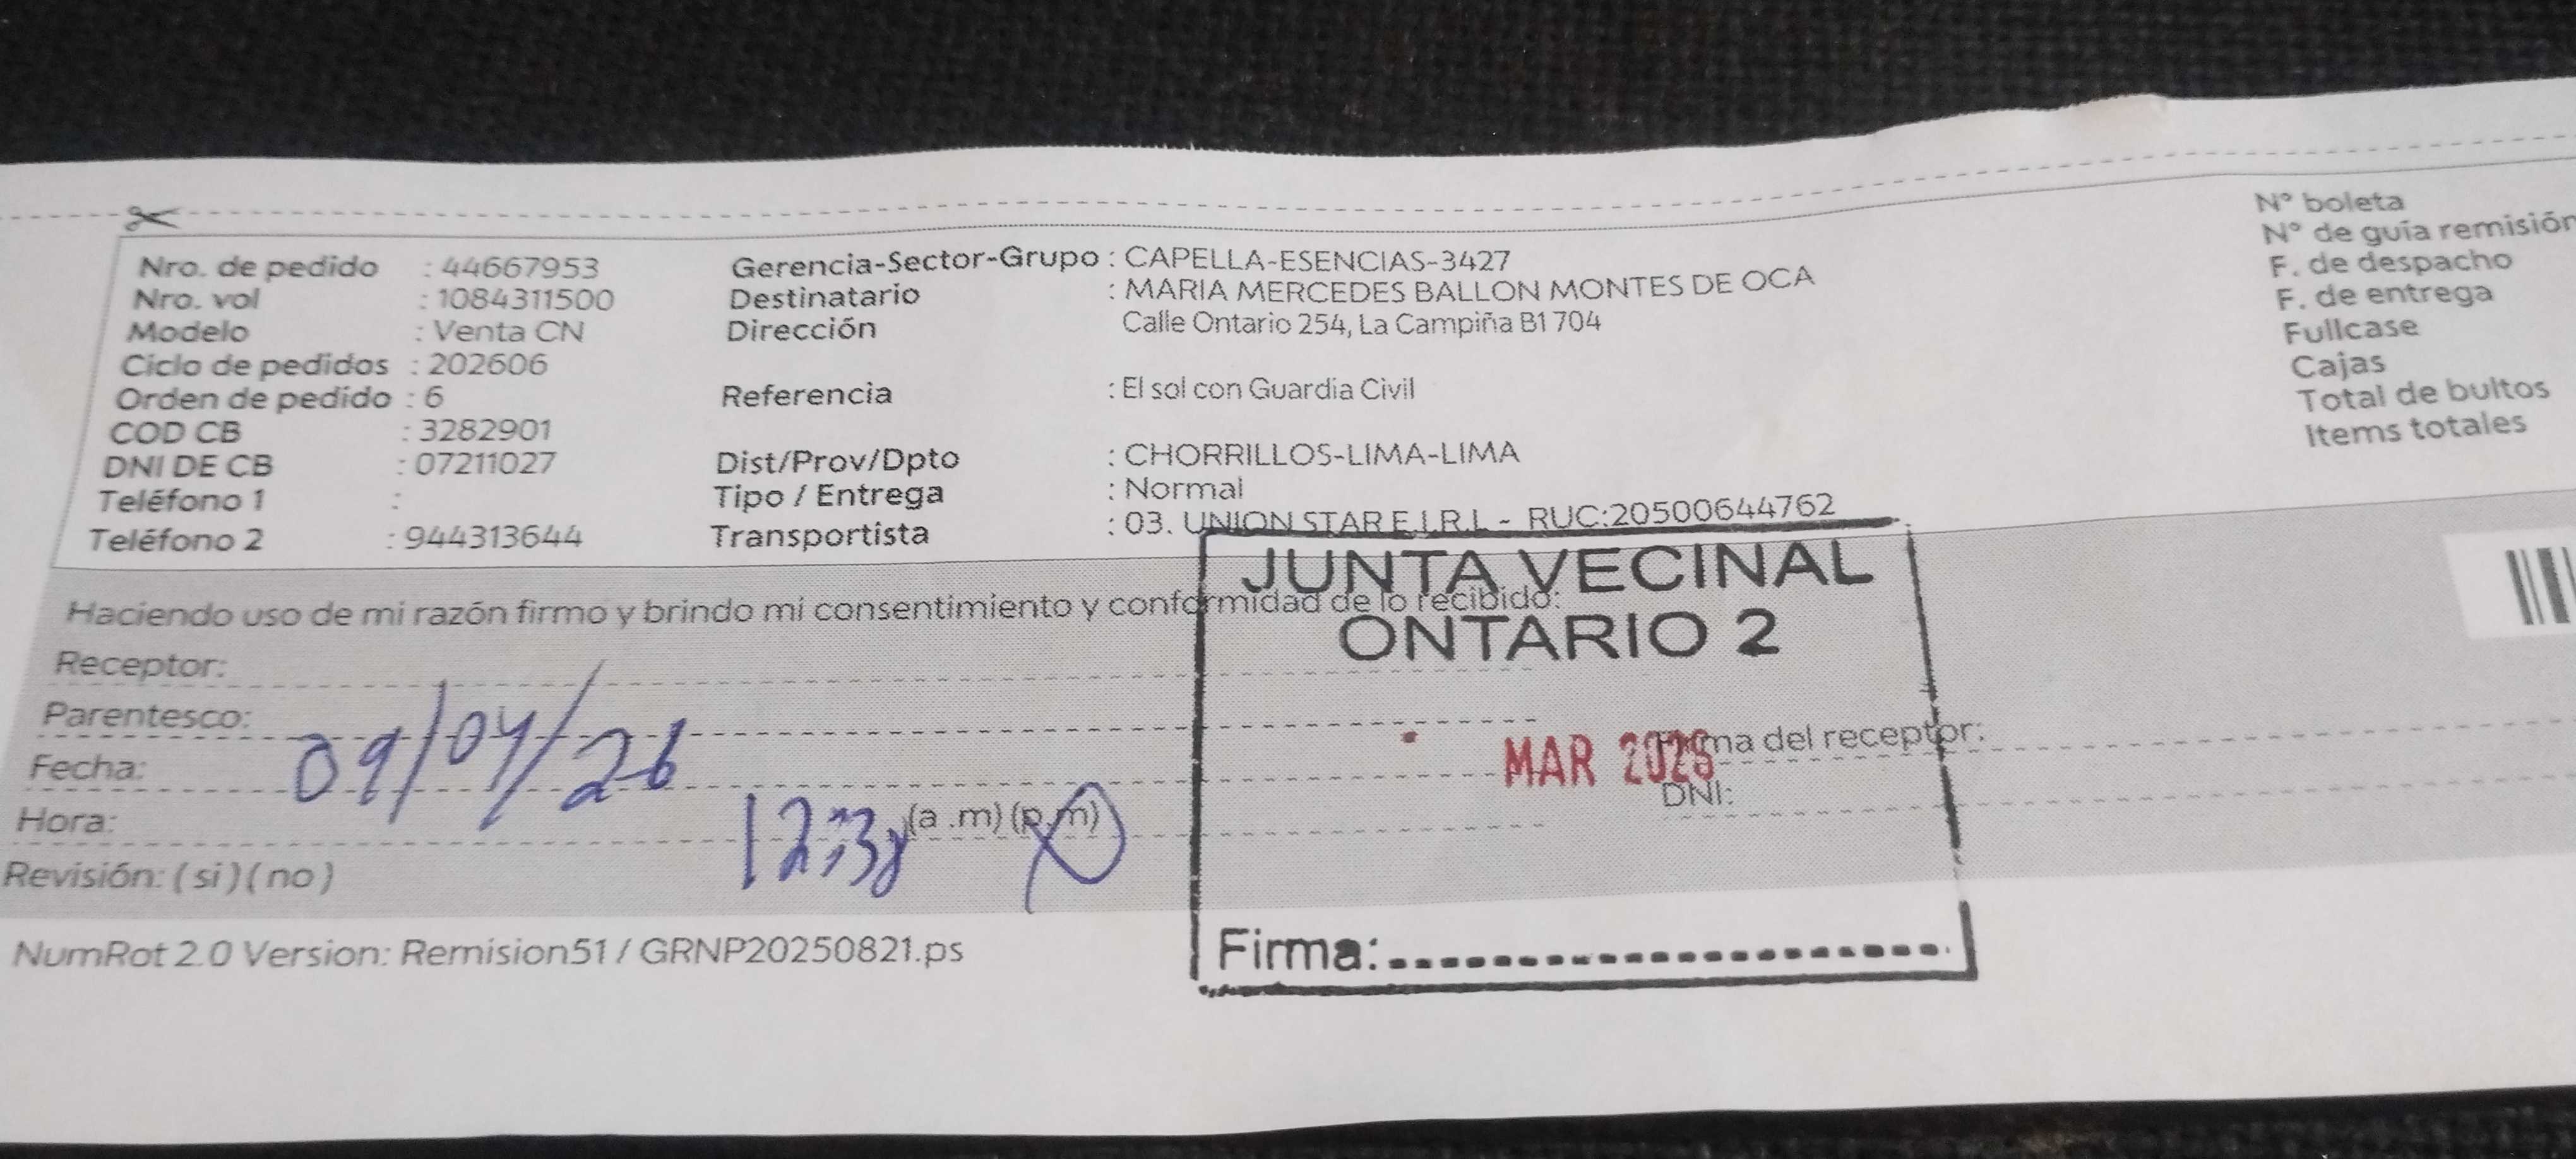 Nro. de pedido : 44667953
Nro. vol : 1084311500
Modelo : Venta CN
Ciclo de pedidos : 202606
Orden de pedido : 6
COD CB : 3282901
DNI DE CB : 07211027
Teléfono 1 :
Teléfono 2 : 944313644
Gerencia-Sector-Grupo : CAPELLA-ESENCIAS-3427
Destinatario : MARIA MERCEDES BALLON MONTES DE OCA
Dirección Calle Ontario 254, La Campiña B1 704
Referencia : El sol con Guardia Civil
Dist/Prov/Dpto : CHORRILLOS-LIMA-LIMA
Tipo / Entrega : Normal
Transportista : 03. UNION STAR E.I.R.L - RUC:20500644762
N° boleta
N° de guía remisión
F. de despacho
F. de entrega
Fullcase
Cajas
Total de bultos
Items totales
JUNTA VECINAL
ONTARIO 2
Haciendo uso de mi razón firmo y brindo mi consentimiento y conformidad de lo recibido:
Receptor:
Parentesco:
Fecha: 09/04/26
MAR
Firma del receptor:
DNI:
Hora: (a .m) (p.m)
Revisión: ( si ) ( no )
Firma:
NumRot 2.0 Version: Remision51 / GRNP20250821.ps